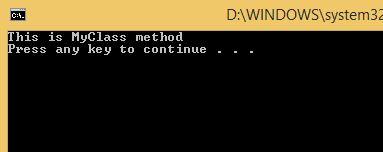 D:\WINDOWS\system32
This is MyClass method
Press any key to continue . . .